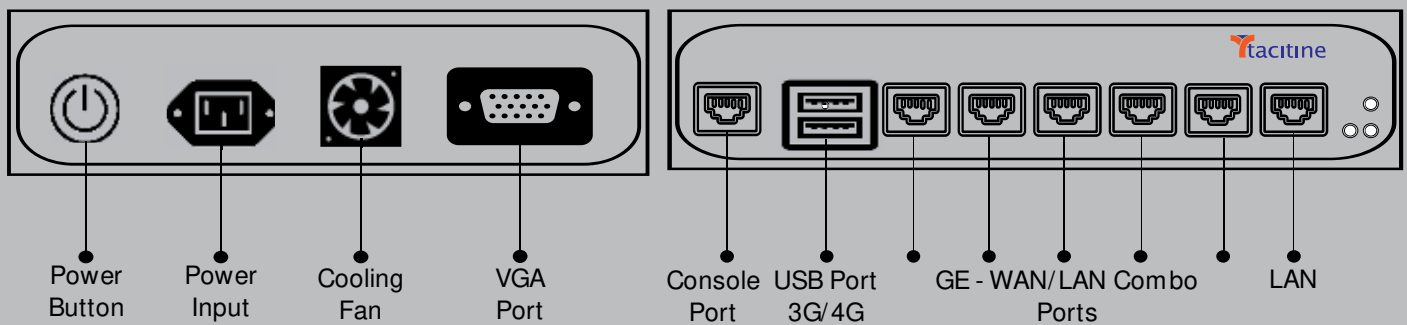 tacitine
Power
Button
Power
Input
Cooling
Fan
VGA
Port
Console
Port
USB Port
3G/4G
GE - WAN/LAN Combo
Ports
LAN